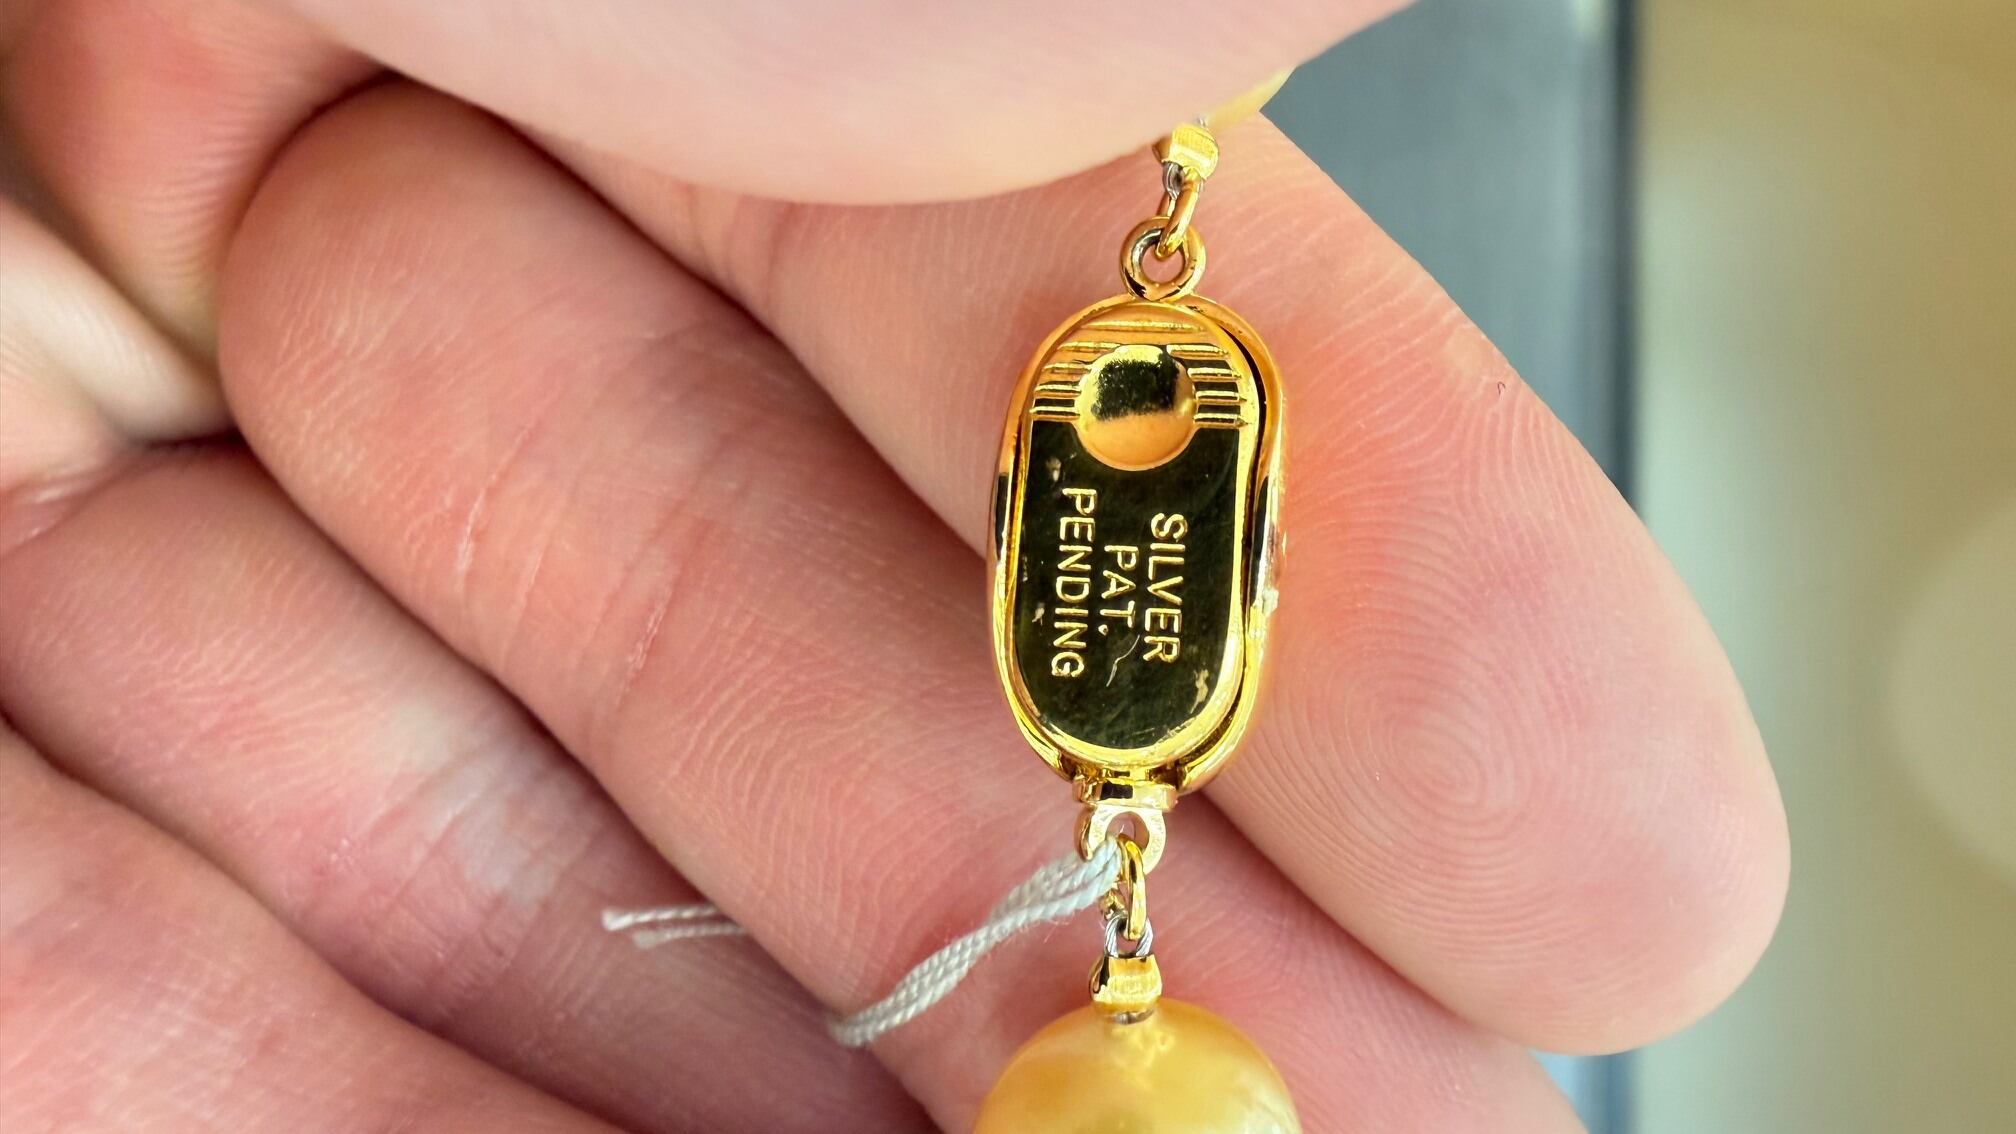 SILVER
PAT.
PENDING